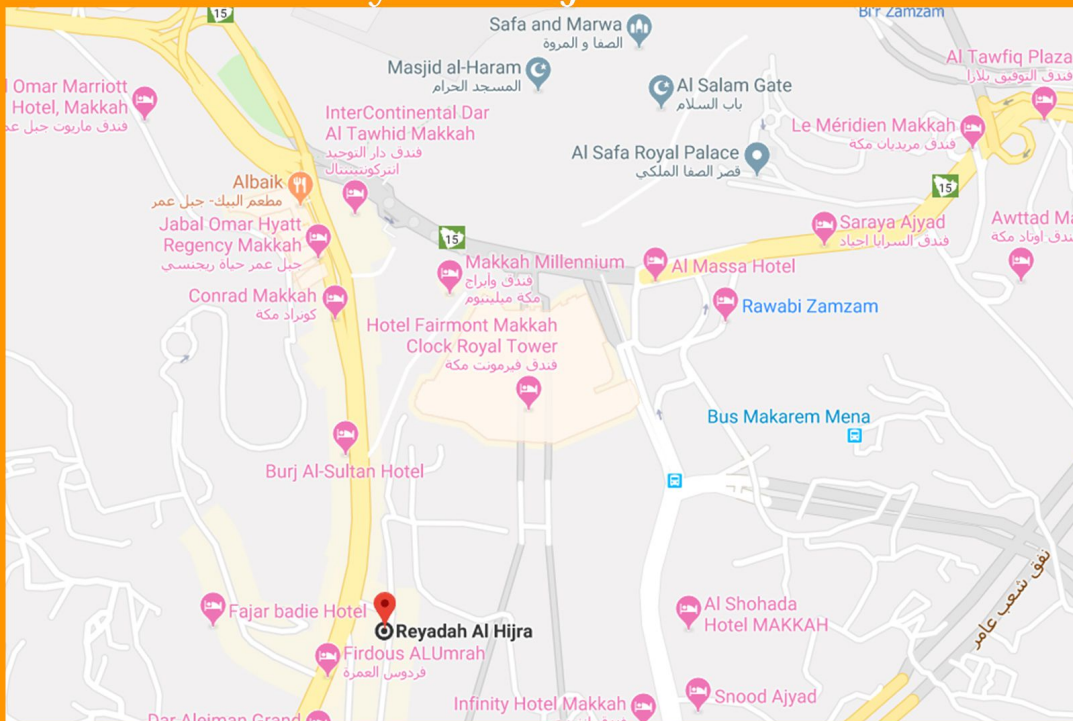 15
Safa and Marwa
الصفا و المروة
Bi'r Zamzam
Masjid al-Haram
المسجد الحرام
Al Tawfiq Plaza
فندق التوفيق بلازا
Omar Marriott
Hotel, Makkah
فندق ماريوت جبل عم
Al Salam Gate
باب السلام
InterContinental Dar
Al Tawhid Makkah
فندق دار التوحيد
انتركونتيننتال
Le Méridien Makkah
فندق مريديان مكة
Al Safa Royal Palace
قصر الصفا الملكي
Albaik
مطعم البيك- جبل عمر
15
Jabal Omar Hyatt
Regency Makkah
جبل عمر حياة ريجنسي
15
Saraya Ajyad
فندق السرايا اجياد
Awttad Ma
فندق اوتاد مكة
Makkah Millennium
فندق وأبراج
مكة ميلينيوم
Al Massa Hotel
Conrad Makkah
كونراد مكة
Rawabi Zamzam
Hotel Fairmont Makkah
Clock Royal Tower
فندق فيرمونت مكة
Bus Makarem Mena
Burj Al-Sultan Hotel
نفق شعب عامر
Fajar badie Hotel
Reyadah Al Hijra
Al Shohada
Hotel MAKKAH
Firdous ALUmrah
فردوس العمرة
Infinity Hotel Makkah
Snood Ajyad
Dar Aleiman Grand